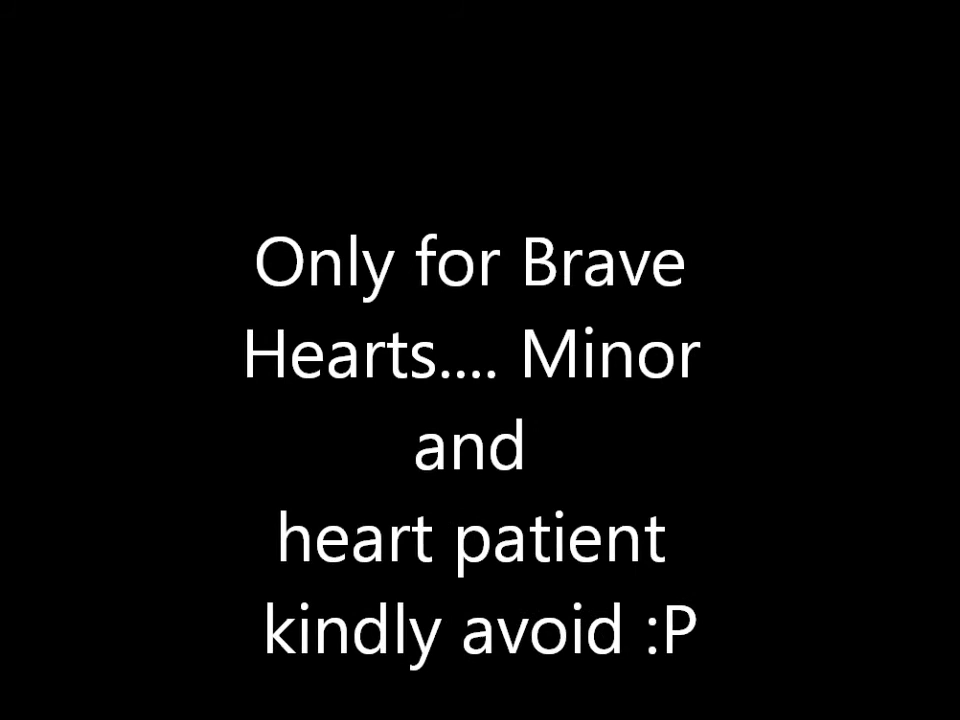 Only for Brave
Hearts.... Minor
and
heart patient
kindly avoid :P